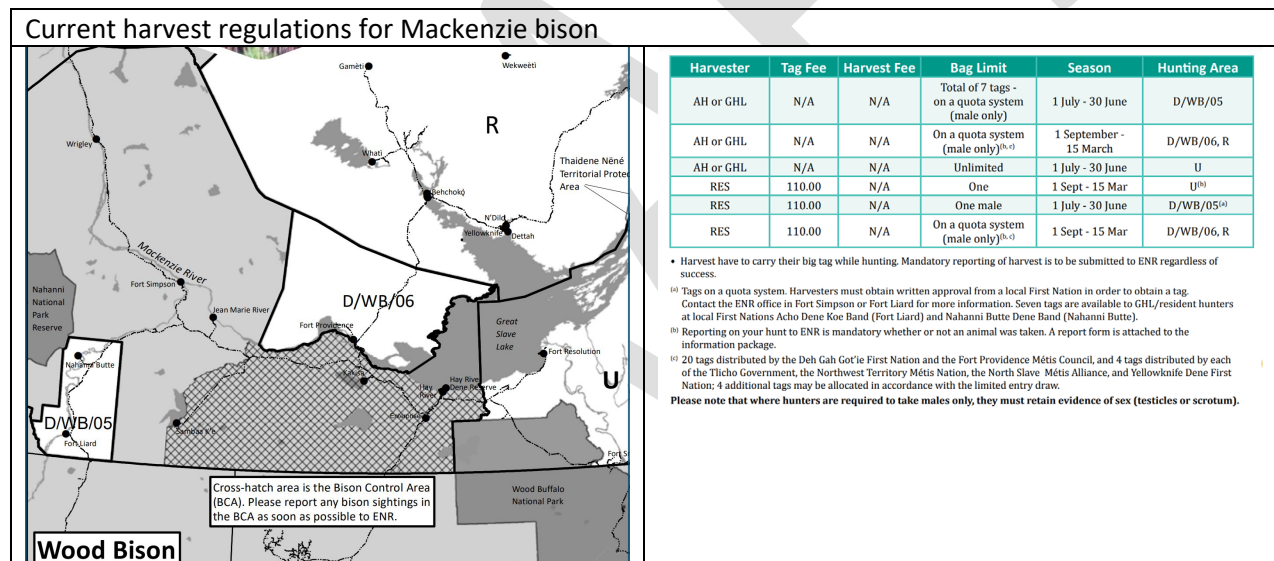 Current harvest regulations for Mackenzie bison
Gamèti
Wekweèti
R
Wrigley
Whatì
Thaidene Nëné
Territorial Protec
Area
Behchokǫ̀
N'Dilǫ
Yellowknife
Dettah
Mackenzie River
Fort Simpson
Nahanni
National
Park
Reserve
Jean Marie River
D/WB/06
Fort Providence
Great
Slave
Lake
Fort Resolution
Nahanni Butte
Kakisa
Hay River
Dene Reserve
Hay
River
U
Enterprise
D/WB/05
Sambaa K'e
Fort Liard
Fort S
Cross-hatch area is the Bison Control Area
(BCA). Please report any bison sightings in
the BCA as soon as possible to ENR.
Wood Buffalo
National Park
Wood Bison
Harvester Tag Fee Harvest Fee Bag Limit Season Hunting Area
AH or GHL N/A N/A Total of 7 tags - on a quota system (male only) 1 July - 30 June D/WB/05
AH or GHL N/A N/A On a quota system (male only)(b, c) 1 September - 15 March D/WB/06, R
AH or GHL N/A N/A Unlimited 1 July - 30 June U
RES 110.00 N/A One 1 Sept - 15 Mar U(b)
RES 110.00 N/A One male 1 July - 30 June D/WB/05(a)
RES 110.00 N/A On a quota system (male only)(b, c) 1 Sept - 15 Mar D/WB/06, R
• Harvest have to carry their big tag while hunting. Mandatory reporting of harvest is to be submitted to ENR regardless of
success.
(a) Tags on a quota system. Harvesters must obtain written approval from a local First Nation in order to obtain a tag.
Contact the ENR office in Fort Simpson or Fort Liard for more information. Seven tags are available to GHL/resident hunters
at local First Nations Acho Dene Koe Band (Fort Liard) and Nahanni Butte Dene Band (Nahanni Butte).
(b) Reporting on your hunt to ENR is mandatory whether or not an animal was taken. A report form is attached to the
information package.
(c) 20 tags distributed by the Deh Gah Got'ie First Nation and the Fort Providence Métis Council, and 4 tags distributed by each
of the Tlicho Government, the Northwest Territory Métis Nation, the North Slave Métis Alliance, and Yellowknife Dene First
Nation; 4 additional tags may be allocated in accordance with the limited entry draw.
Please note that where hunters are required to take males only, they must retain evidence of sex (testicles or scrotum).